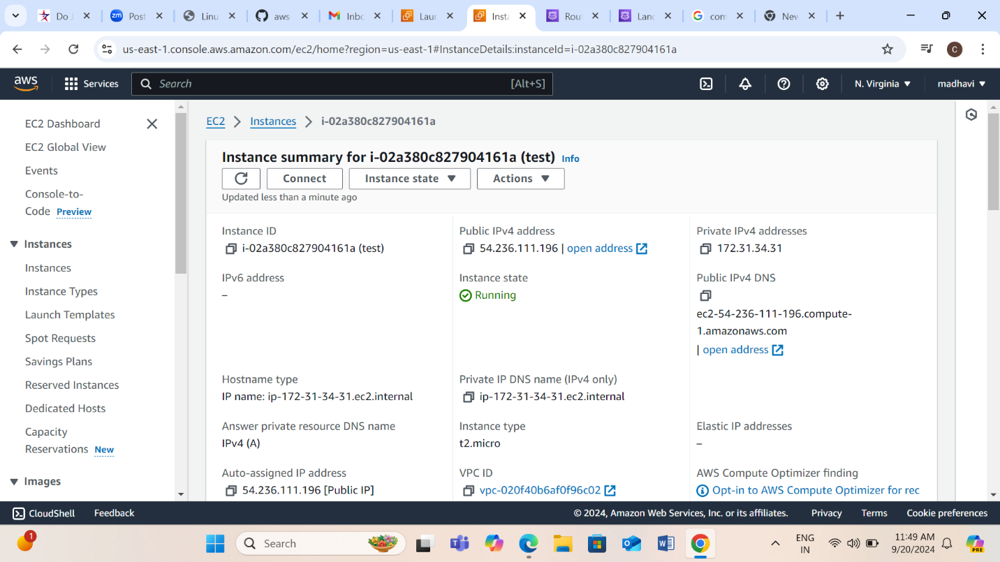 Do J
Post
Linu
aws-
Inbo
Laun
Insta
Rout
Land
com
New
us-east-1.console.aws.amazon.com/ec2/home?region=us-east-1#InstanceDetails:instanceId=i-02a380c827904161a
C
aws
Services
Search
[Alt+S]
N. Virginia
madhavi
EC2 Dashboard
EC2 Global View
Events
Console-to-
Code Preview
Instances
Instances
Instance Types
Launch Templates
Spot Requests
Savings Plans
Reserved Instances
Dedicated Hosts
Capacity
Reservations New
Images
EC2 > Instances > i-02a380c827904161a
Instance summary for i-02a380c827904161a (test) Info
Connect
Instance state
Actions
Updated less than a minute ago
Instance ID
i-02a380c827904161a (test)
Public IPv4 address
54.236.111.196 | open address
Private IPv4 addresses
172.31.34.31
IPv6 address
–
Instance state
Running
Public IPv4 DNS
ec2-54-236-111-196.compute-
1.amazonaws.com
| open address
Hostname type
IP name: ip-172-31-34-31.ec2.internal
Private IP DNS name (IPv4 only)
ip-172-31-34-31.ec2.internal
Answer private resource DNS name
IPv4 (A)
Instance type
t2.micro
Elastic IP addresses
–
Auto-assigned IP address
54.236.111.196 [Public IP]
VPC ID
vpc-020f40b6af0f96c02
AWS Compute Optimizer finding
Opt-in to AWS Compute Optimizer for rec
CloudShell
Feedback
© 2024, Amazon Web Services, Inc. or its affiliates.
Privacy
Terms
Cookie preferences
1
Search
ENG
IN
11:49 AM
9/20/2024
PRE